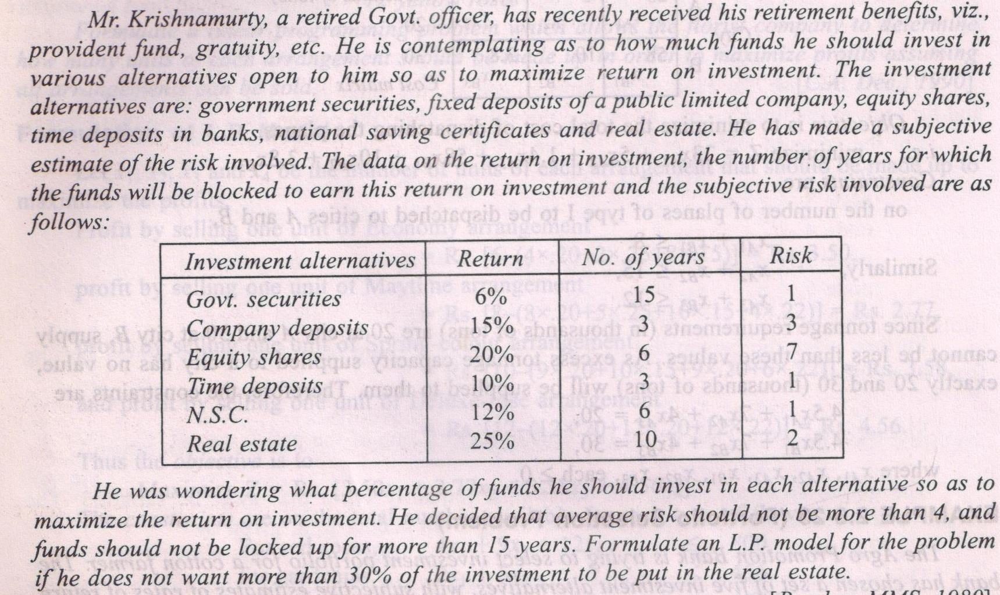 Mr. Krishnamurty, a retired Govt. officer, has recently received his retirement benefits, viz.,
provident fund, gratuity, etc. He is contemplating as to how much funds he should invest in
various alternatives open to him so as to maximize return on investment. The investment
alternatives are: government securities, fixed deposits of a public limited company, equity shares,
time deposits in banks, national saving certificates and real estate. He has made a subjective
estimate of the risk involved. The data on the return on investment, the number of years for which
the funds will be blocked to earn this return on investment and the subjective risk involved are as
follows:
Investment alternatives Return No. of years Risk
Govt. securities 6% 15 1
Company deposits 15% 3 3
Equity shares 20% 6 7
Time deposits 10% 3 1
N.S.C. 12% 6 1
Real estate 25% 10 2
He was wondering what percentage of funds he should invest in each alternative so as to
maximize the return on investment. He decided that average risk should not be more than 4, and
funds should not be locked up for more than 15 years. Formulate an L.P. model for the problem
if he does not want more than 30% of the investment to be put in the real estate.